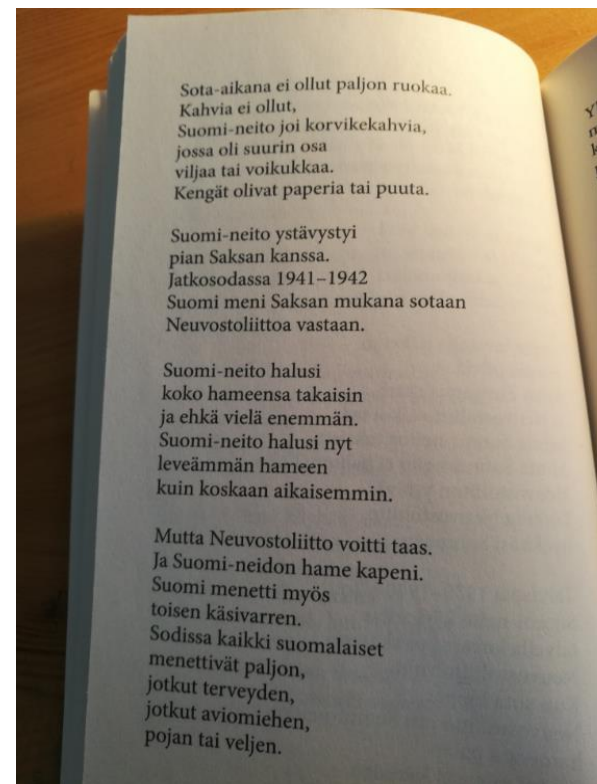 Sota-aikana ei ollut paljon ruokaa.
Kahvia ei ollut,
Suomi-neito joi korvikekahvia,
jossa oli suurin osa
viljaa tai voikukkaa.
Kengät olivat paperia tai puuta.
Suomi-neito ystävystyi
pian Saksan kanssa.
Jatkosodassa 1941–1942
Suomi meni Saksan mukana sotaan
Neuvostoliittoa vastaan.
Suomi-neito halusi
koko hameensa takaisin
ja ehkä vielä enemmän.
Suomi-neito halusi nyt
leveämmän hameen
kuin koskaan aikaisemmin.
Mutta Neuvostoliitto voitti taas.
Ja Suomi-neidon hame kapeni.
Suomi menetti myös
toisen käsivarren.
Sodissa kaikki suomalaiset
menettivät paljon,
jotkut terveyden,
jotkut aviomiehen,
pojan tai veljen.